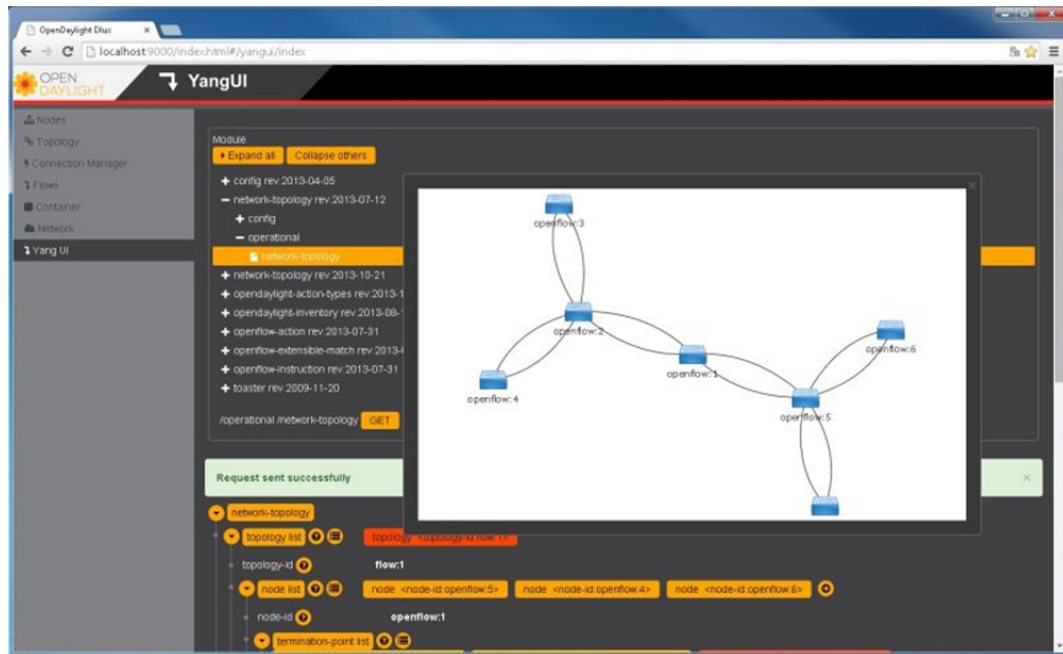 OpenDaylight Dlux
localhost:9000/index.html#/yangui/index
OPEN
DAYLIGHT
YangUI
Nodes
Topology
Connection Manager
Flows
Container
Network
Yang UI
Module
Expand all Collapse others
config rev.2013-04-05
network-topology rev.2013-07-12
config
operational
network-topology
network-topology rev.2013-10-21
opendaylight-action-types rev.2013-1
opendaylight-inventory rev.2013-08-
openflow-action rev.2013-07-31
openflow-extensible-match rev.2013-
openflow-instruction rev.2013-07-31
toaster rev.2009-11-20
/operational /network-topology GET
openflow:3
openflow:2
openflow:1
openflow:6
openflow:4
openflow:5
Request sent successfully
network-topology
topology list topology <topology-id:flow:1>
topology-id flow:1
node list node <node-id:openflow:5> node <node-id:openflow:4> node <node-id:openflow:6>
node-id openflow:1
termination-point list